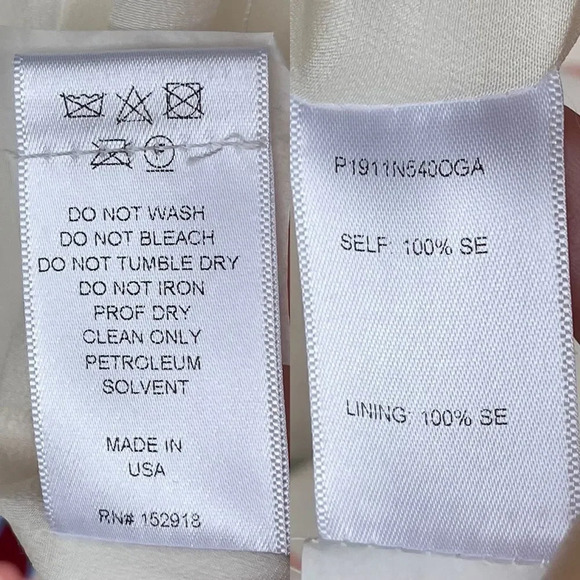 DO NOT WASH
DO NOT BLEACH
DO NOT TUMBLE DRY
DO NOT IRON
PROF DRY
CLEAN ONLY
PETROLEUM
SOLVENT
MADE IN
USA
RN# 152918
P1911N540OGA
SELF: 100% SE
LINING: 100% SE